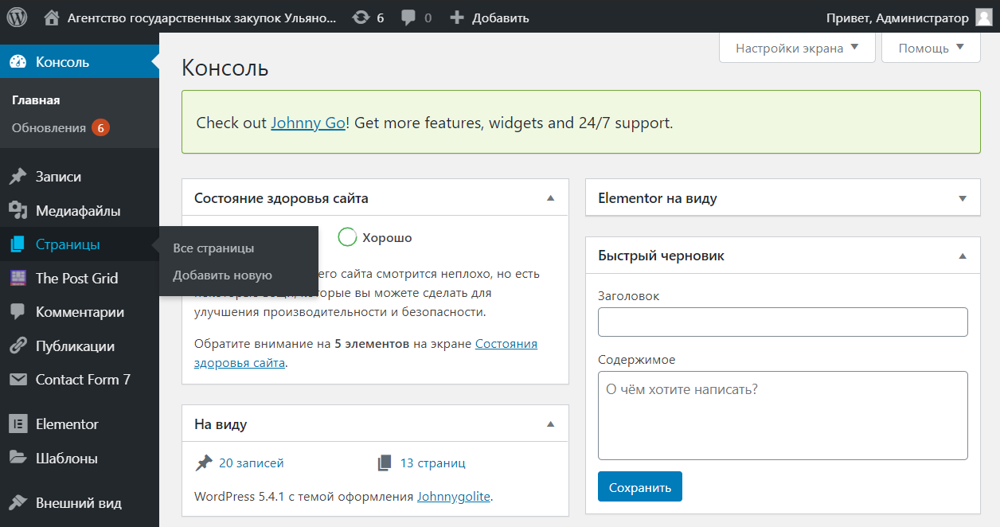 Агентство государственных закупок Ульяно...
6
0
Добавить
Привет, Администратор
Консоль
Главная
Обновления 6
Записи
Медиафайлы
Страницы
The Post Grid
Комментарии
Публикации
Contact Form 7
Elementor
Шаблоны
Внешний вид
Все страницы
Добавить новую
Настройки экрана
Помощь
Консоль
Check out Johnny Go! Get more features, widgets and 24/7 support.
Состояние здоровья сайта
Хорошо
его сайта смотрится неплохо, но есть
некоторые вещи, которые вы можете сделать для
улучшения производительности и безопасности.
Обратите внимание на 5 элементов на экране Состояния
здоровья сайта.
На виду
20 записей
13 страниц
WordPress 5.4.1 с темой оформления Johnnygolite.
Elementor на виду
Быстрый черновик
Заголовок
Содержимое
О чём хотите написать?
Сохранить